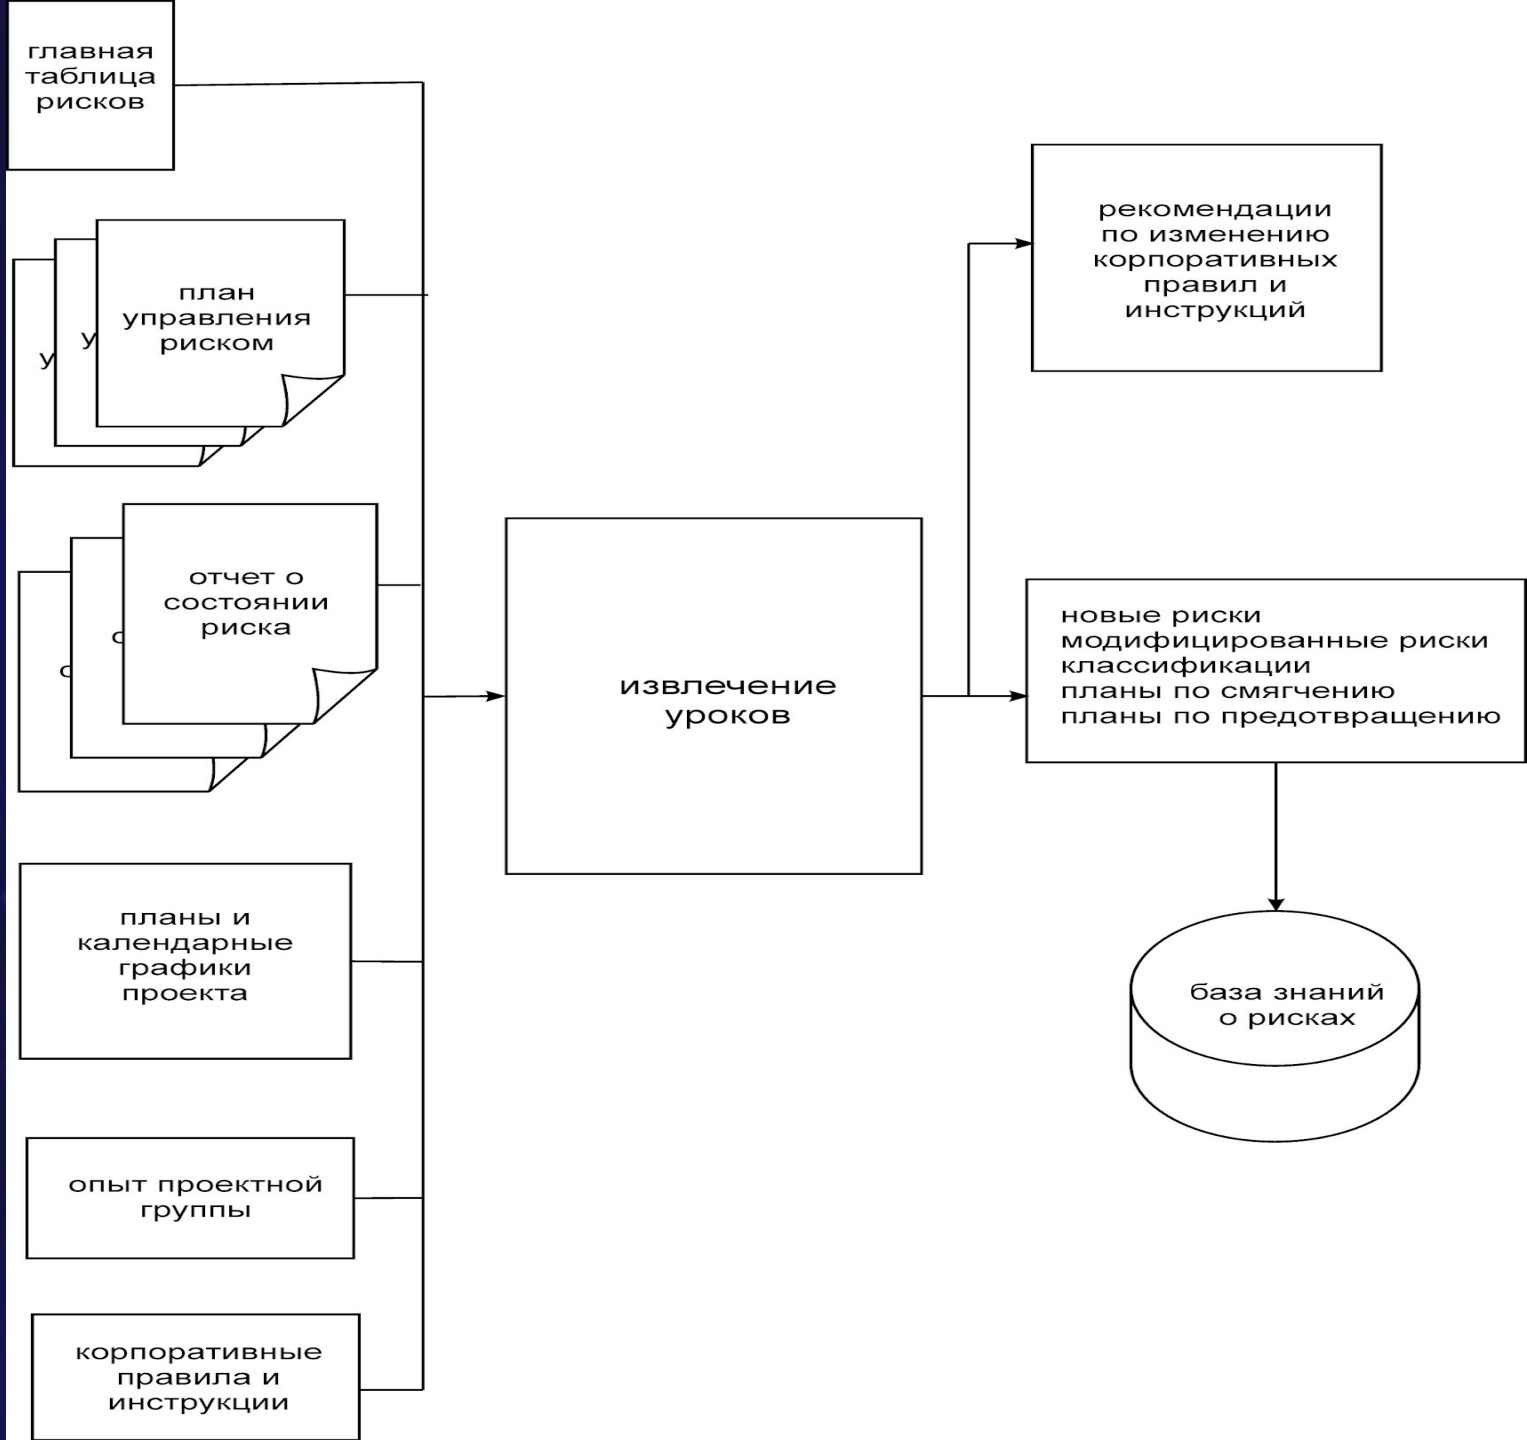 главная
таблица
рисков
план
управления
риском
у
у
отчет о
состоянии
риска
планы и
календарные
графики
проекта
опыт проектной
группы
корпоративные
правила и
инструкции
извлечение
уроков
рекомендации
по изменению
корпоративных
правил и
инструкций
новые риски
модифицированные риски
классификации
планы по смягчению
планы по предотвращению
база знаний
о рисках